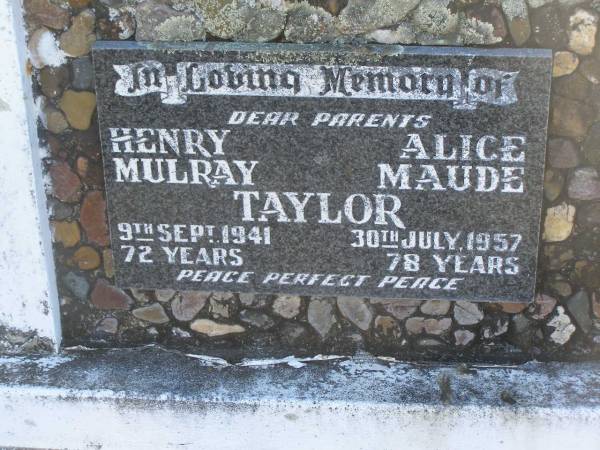 In Loving Memory of
DEAR PARENTS
HENRY ALICE
MULRAY MAUDE
TAYLOR
9TH SEPT. 1941 30TH JULY, 1957
72 YEARS 78 YEARS
PEACE PERFECT PEACE